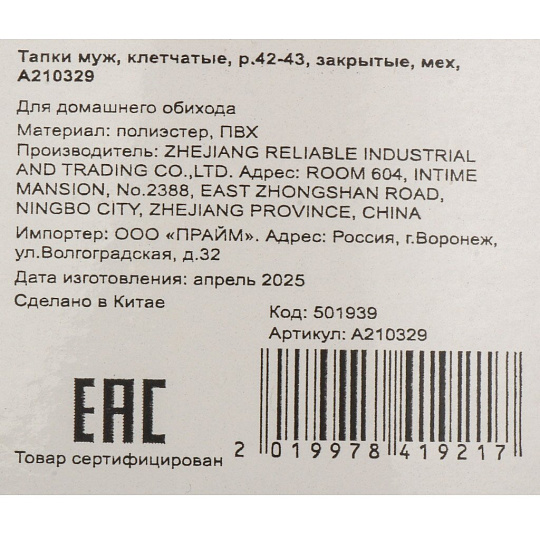 Тапки муж, клетчатые, р.42-43, закрытые, мех,
А210329
Для домашнего обихода
Материал: полиэстер, ПВХ
Производитель: ZHEJIANG RELIABLE INDUSTRIAL
AND TRADING CO.,LTD. Адрес: ROOM 604, INTIME
MANSION, No.2388, EAST ZHONGSHAN ROAD,
NINGBO CITY, ZHEJIANG PROVINCE, CHINA
Импортер: ООО «ПРАЙМ». Адрес: Россия, г.Воронеж,
ул.Волгоградская, д.32
Дата изготовления: апрель 2025
Сделано в Китае
Код: 501939
Артикул: А210329
EAC
Товар сертифицирован
2 019978 419217